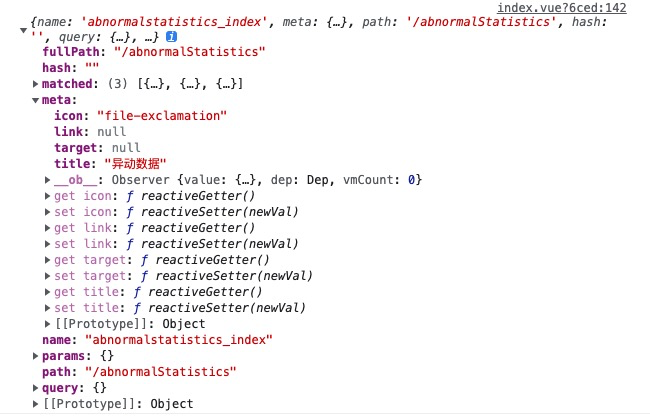 index.vue?6ced:142
{name: 'abnormalstatistics_index', meta: {…}, path: '/abnormalStatistics', hash:
'', query: {…}, …} i
fullPath: "/abnormalStatistics"
hash: ""
matched: (3) [{…}, {…}, {…}]
meta:
icon: "file-exclamation"
link: null
target: null
title: "异动数据"
__ob__: Observer {value: {…}, dep: Dep, vmCount: 0}
get icon: ƒ reactiveGetter()
set icon: ƒ reactiveSetter(newVal)
get link: ƒ reactiveGetter()
set link: ƒ reactiveSetter(newVal)
get target: ƒ reactiveGetter()
set target: ƒ reactiveSetter(newVal)
get title: ƒ reactiveGetter()
set title: ƒ reactiveSetter(newVal)
[[Prototype]]: Object
name: "abnormalstatistics_index"
params: {}
path: "/abnormalStatistics"
query: {}
[[Prototype]]: Object